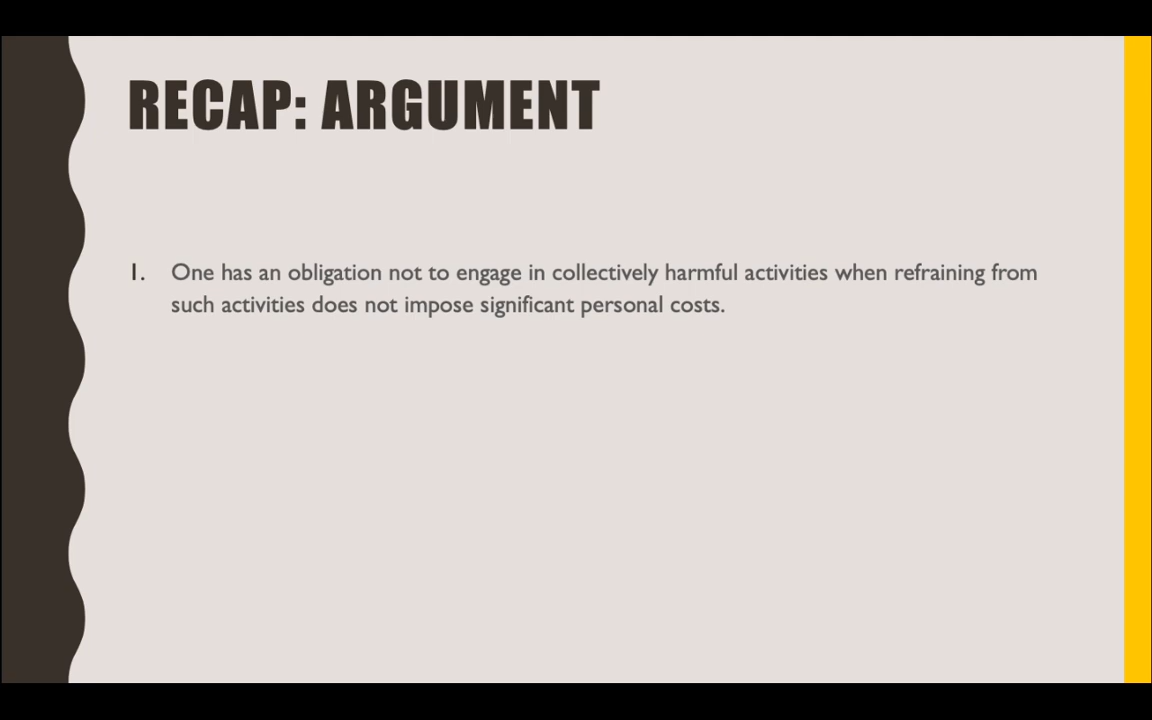 RECAP: ARGUMENT
1. One has an obligation not to engage in collectively harmful activities when refraining from
such activities does not impose significant personal costs.